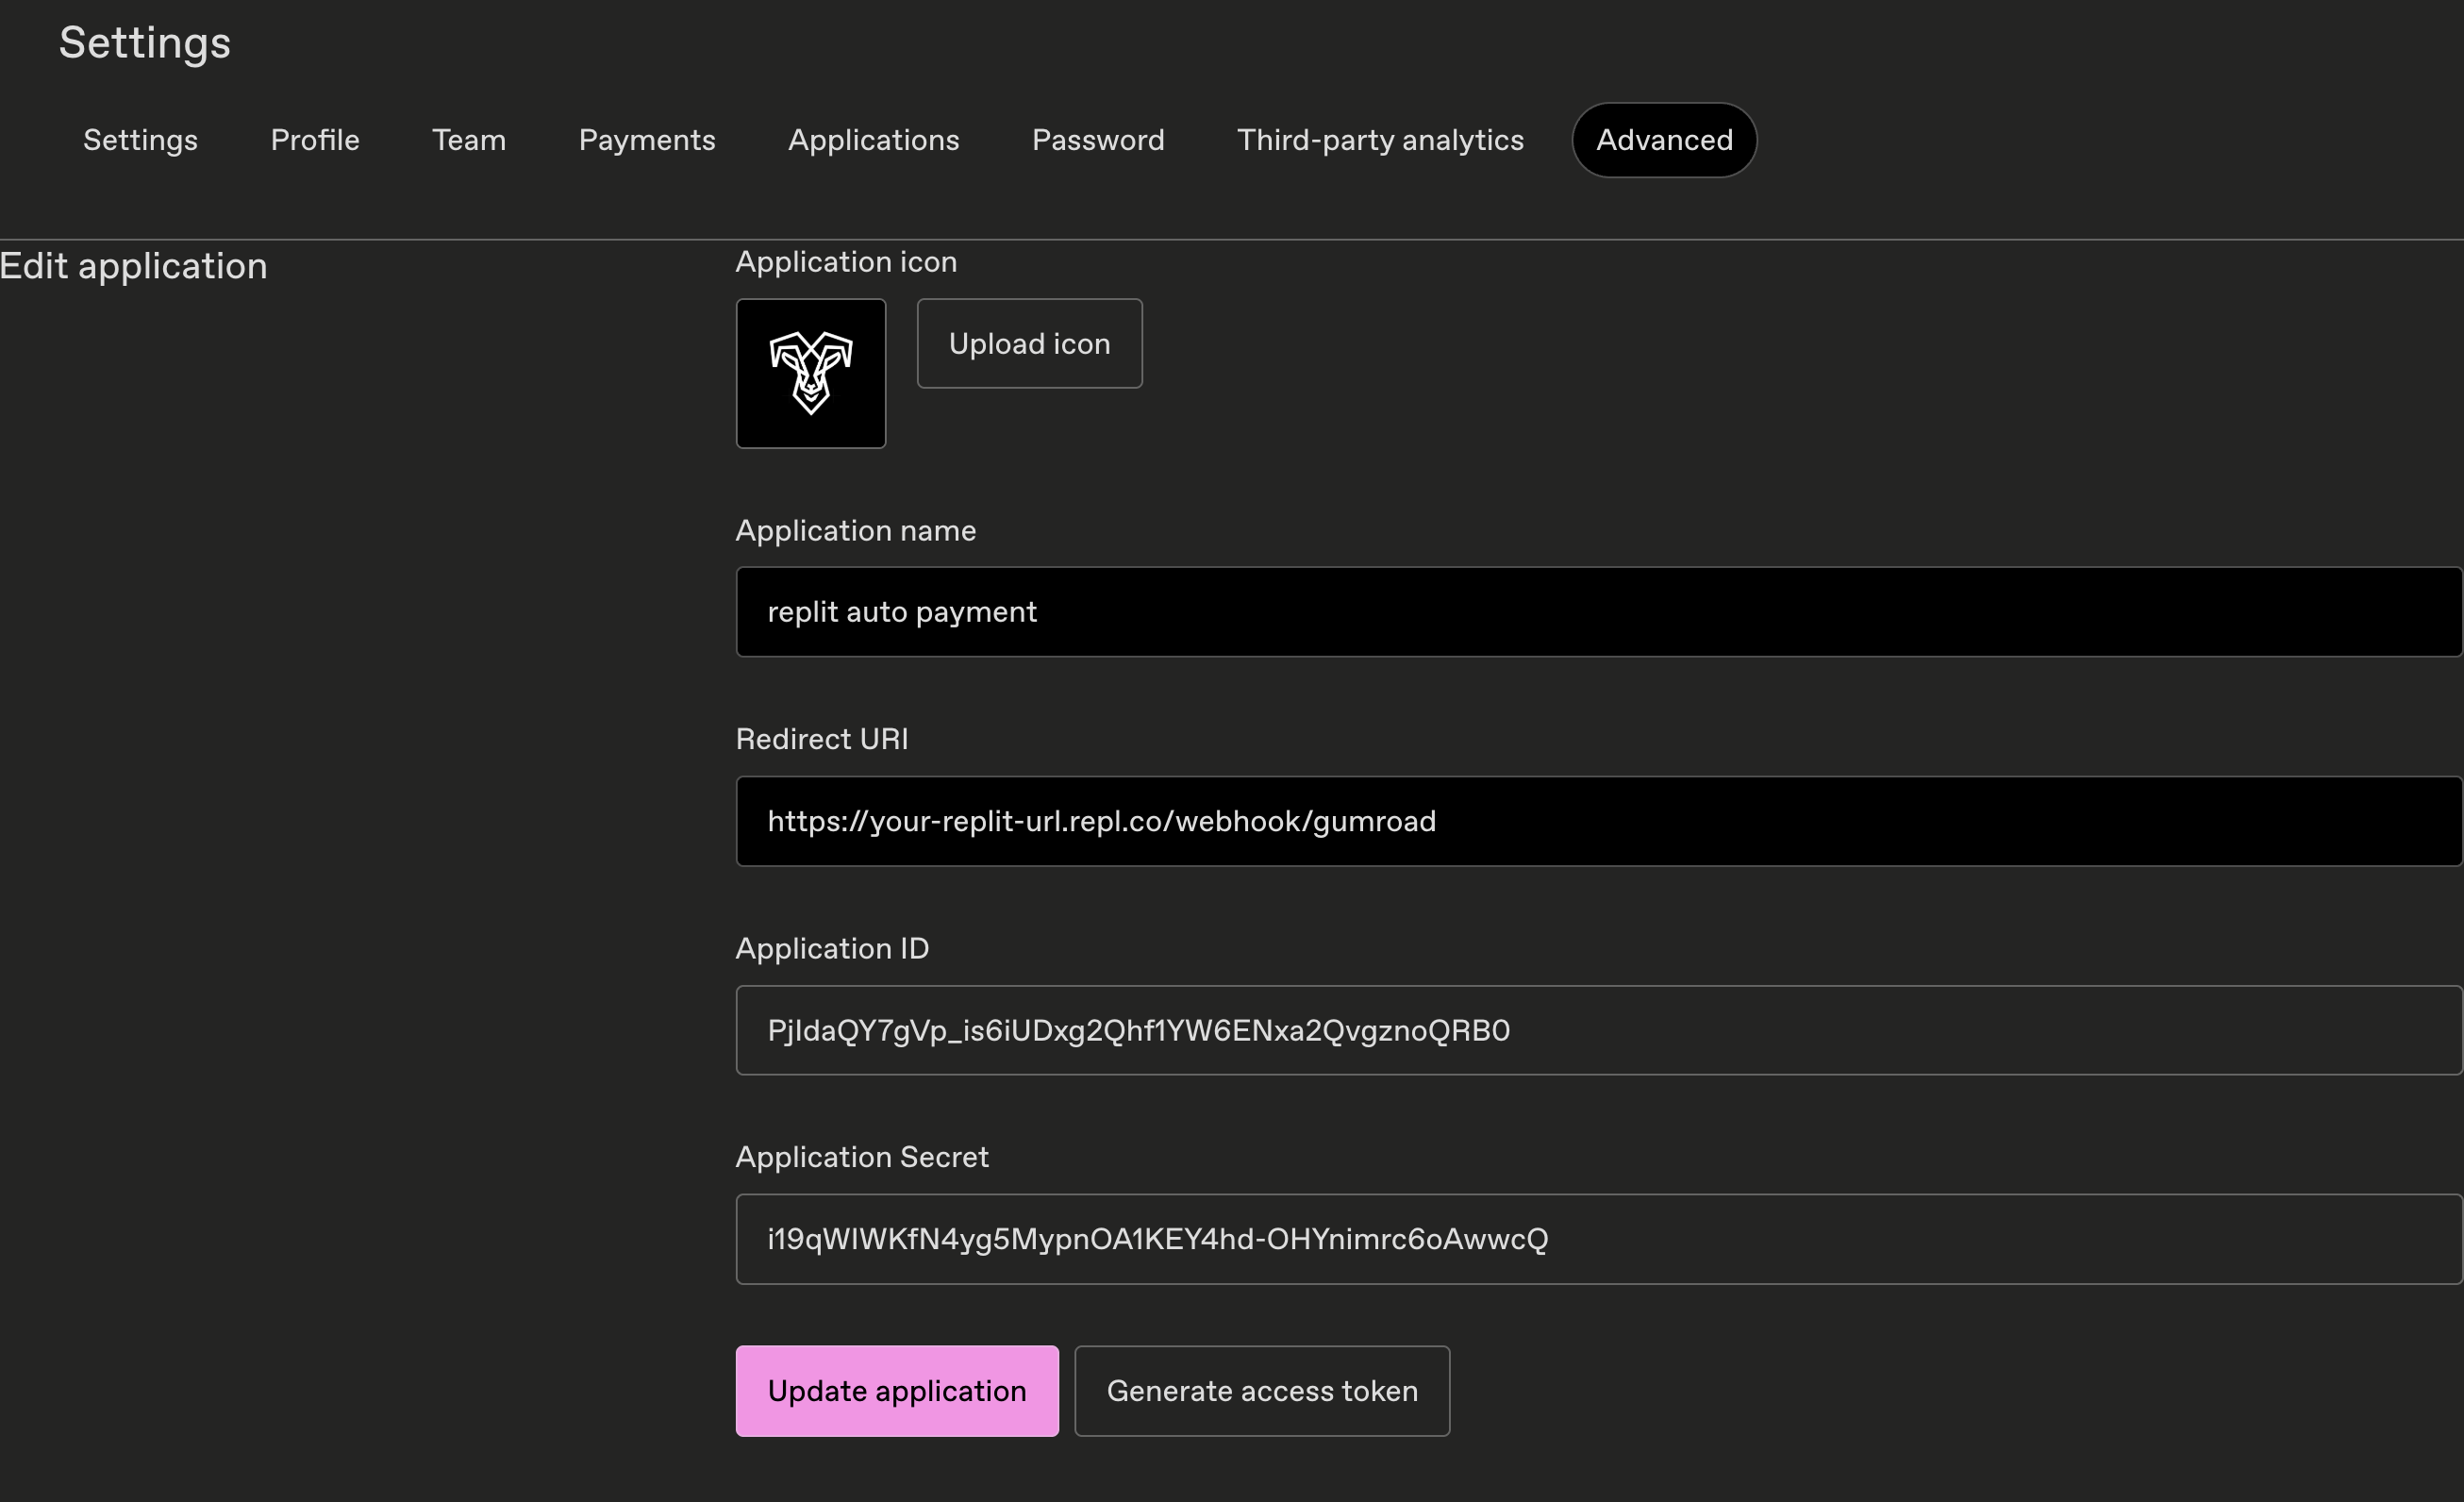 Settings
Settings Profile Team Payments Applications Password Third-party analytics Advanced
Edit application
Application icon
Upload icon
Application name
replit auto payment
Redirect URI
https://your-replit-url.repl.co/webhook/gumroad
Application ID
PjIdaQY7gVp_is6iUDxg2Qhf1YW6ENxa2QvgznoQRB0
Application Secret
i19qWIWKfN4yg5MypnOA1KEY4hd-OHYnimrc6oAwwcQ
Update application
Generate access token